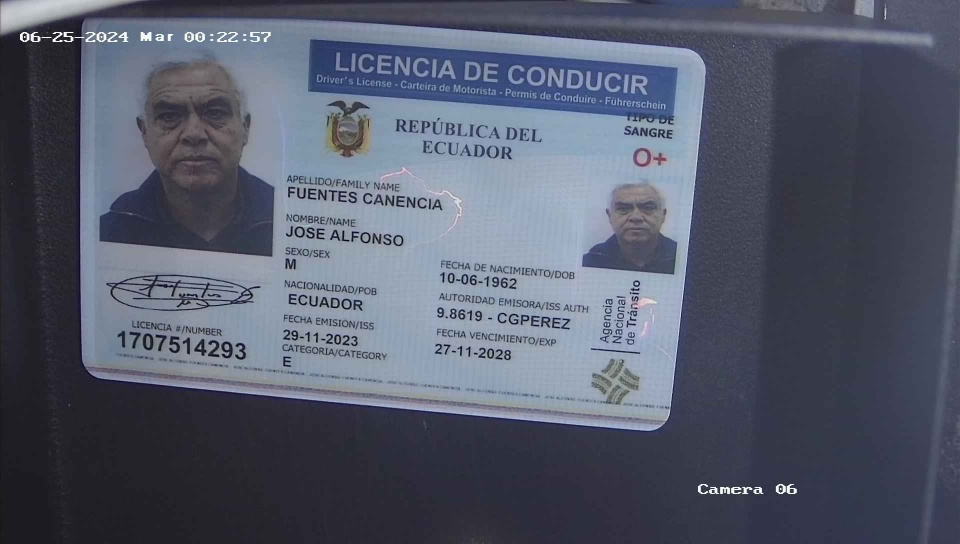 06-25-2024 Mar 00:22:57
LICENCIA DE CONDUCIR
Driver's License - Carteira de Motorista - Permis de Conduire - Führerschein
REPÚBLICA DEL
ECUADOR
TIPO DE
SANGRE
O+
APELLIDO/FAMILY NAME
FUENTES CANENCIA
NOMBRE/NAME
JOSE ALFONSO
SEXO/SEX
M
NACIONALIDAD/POB
ECUADOR
FECHA EMISIÓN/ISS
29-11-2023
CATEGORIA/CATEGORY
E
FECHA DE NACIMIENTO/DOB
10-06-1962
AUTORIDAD EMISORA/ISS AUTH
9.8619 - CGPEREZ
FECHA VENCIMIENTO/EXP
27-11-2028
LICENCIA #/NUMBER
1707514293
Agencia
Nacional
de Tránsito
Camera 06